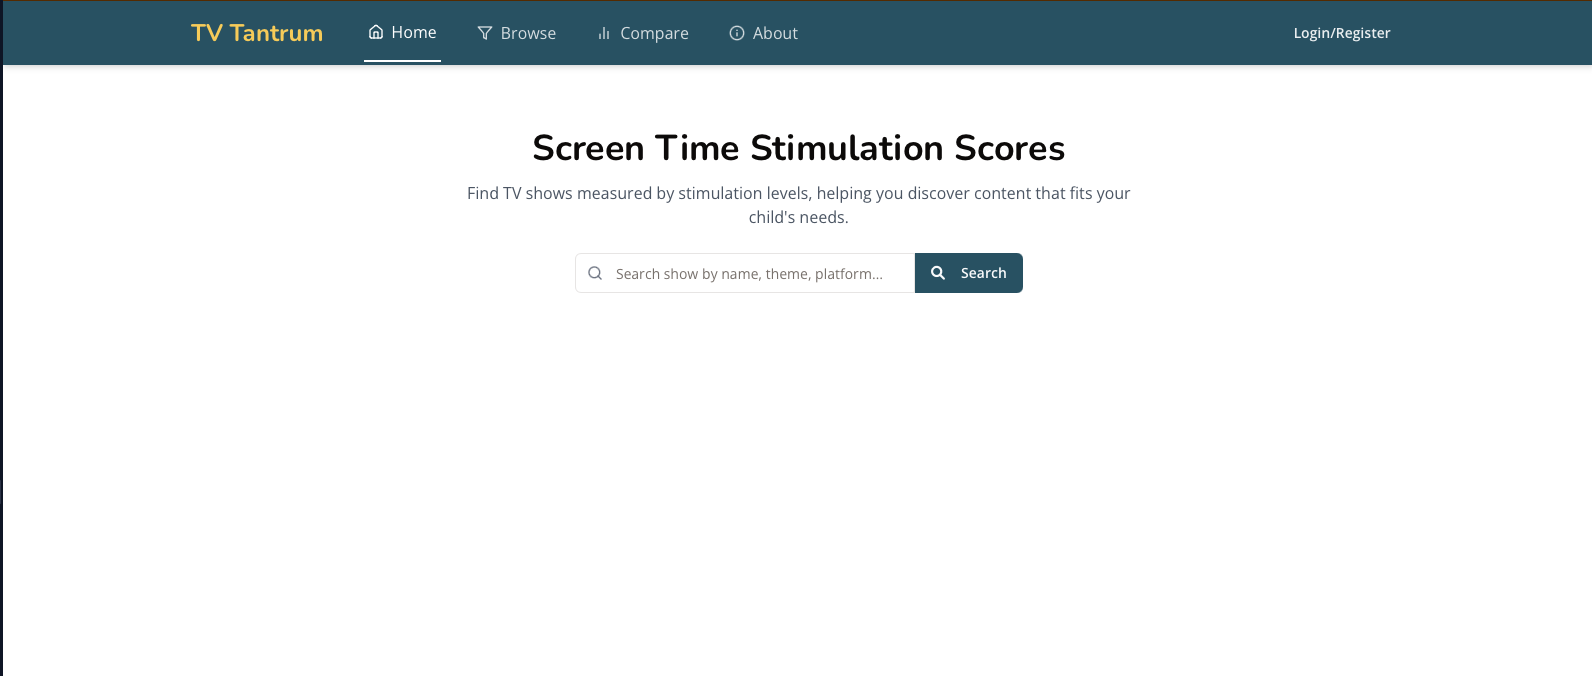 TV Tantrum
Home
Browse
Compare
About
Login/Register
Screen Time Stimulation Scores
Find TV shows measured by stimulation levels, helping you discover content that fits your
child's needs.
Search show by name, theme, platform...
Search